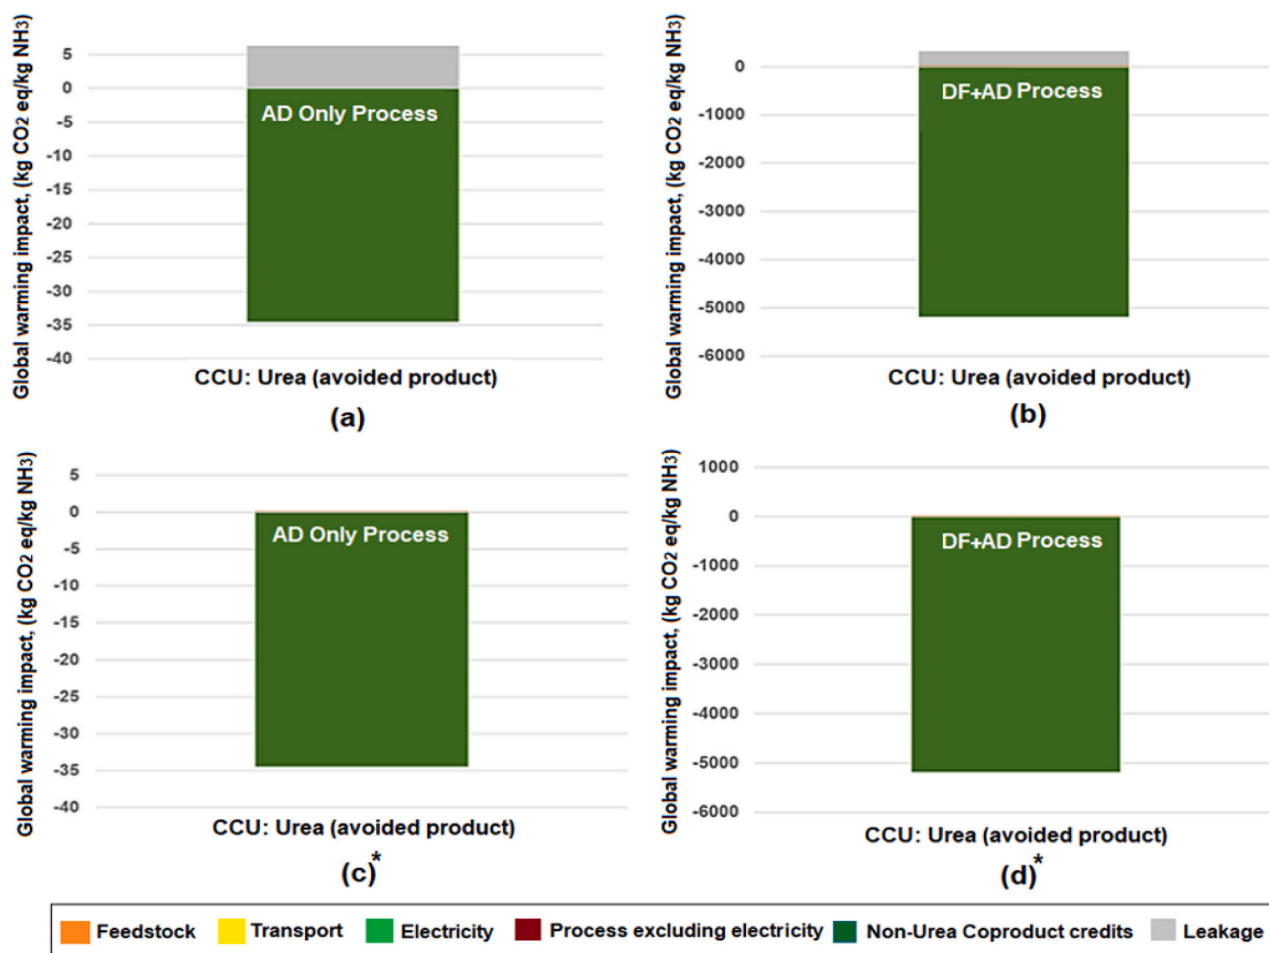 Global warming impact, (kg CO2 eq/kg NH3)
5
0
-5
-10
-15
-20
-25
-30
-35
-40
AD Only Process
CCU: Urea (avoided product)
(a)
Global warming impact, (kg CO2 eq/kg NH3)
0
-1000
-2000
-3000
-4000
-5000
-6000
DF+AD Process
CCU: Urea (avoided product)
(b)
Global warming impact, (kg CO2 eq/kg NH3)
5
0
-5
-10
-15
-20
-25
-30
-35
-40
AD Only Process
CCU: Urea (avoided product)
(c)*
Global warming impact, (kg CO2 eq/kg NH3)
1000
0
-1000
-2000
-3000
-4000
-5000
-6000
DF+AD Process
CCU: Urea (avoided product)
(d)*
Feedstock Transport Electricity Process excluding electricity Non-Urea Coproduct credits Leakage